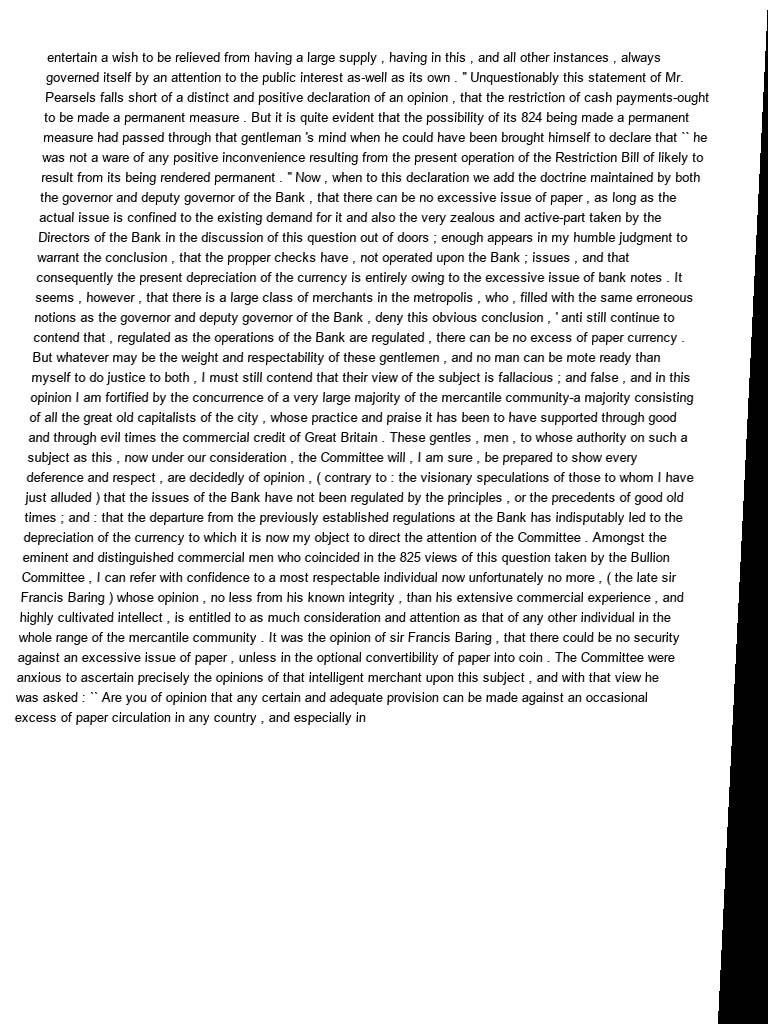 entertain a wish to be relieved from having a large supply , having in this , and all other instances , always
governed itself by an attention to the public interest as-well as its own . " Unquestionably this statement of Mr.
Pearsels falls short of a distinct and positive declaration of an opinion , that the restriction of cash payments-ought
to be made a permanent measure . But it is quite evident that the possibility of its 824 being made a permanent
measure had passed through that gentleman 's mind when he could have been brought himself to declare that `` he
was not a ware of any positive inconvenience resulting from the present operation of the Restriction Bill of likely to
result from its being rendered permanent . " Now , when to this declaration we add the doctrine maintained by both
the governor and deputy governor of the Bank , that there can be no excessive issue of paper , as long as the
actual issue is confined to the existing demand for it and also the very zealous and active-part taken by the
Directors of the Bank in the discussion of this question out of doors ; enough appears in my humble judgment to
warrant the conclusion , that the propper checks have , not operated upon the Bank ; issues , and that
consequently the present depreciation of the currency is entirely owing to the excessive issue of bank notes . It
seems , however , that there is a large class of merchants in the metropolis , who , filled with the same erroneous
notions as the governor and deputy governor of the Bank , deny this obvious conclusion , ' anti still continue to
contend that , regulated as the operations of the Bank are regulated , there can be no excess of paper currency .
But whatever may be the weight and respectability of these gentlemen , and no man can be mote ready than
myself to do justice to both , I must still contend that their view of the subject is fallacious ; and false , and in this
opinion I am fortified by the concurrence of a very large majority of the mercantile community-a majority consisting
of all the great old capitalists of the city , whose practice and praise it has been to have supported through good
and through evil times the commercial credit of Great Britain . These gentles , men , to whose authority on such a
subject as this , now under our consideration , the Committee will , I am sure , be prepared to show every
deference and respect , are decidedly of opinion , ( contrary to : the visionary speculations of those to whom I have
just alluded ) that the issues of the Bank have not been regulated by the principles , or the precedents of good old
times ; and : that the departure from the previously established regulations at the Bank has indisputably led to the
depreciation of the currency to which it is now my object to direct the attention of the Committee . Amongst the
eminent and distinguished commercial men who coincided in the 825 views of this question taken by the Bullion
Committee , I can refer with confidence to a most respectable individual now unfortunately no more , ( the late sir
Francis Baring ) whose opinion , no less from his known integrity , than his extensive commercial experience , and
highly cultivated intellect , is entitled to as much consideration and attention as that of any other individual in the
whole range of the mercantile community . It was the opinion of sir Francis Baring , that there could be no security
against an excessive issue of paper , unless in the optional convertibility of paper into coin . The Committee were
anxious to ascertain precisely the opinions of that intelligent merchant upon this subject , and with that view he
was asked : `` Are you of opinion that any certain and adequate provision can be made against an occasional
excess of paper circulation in any country , and especially in